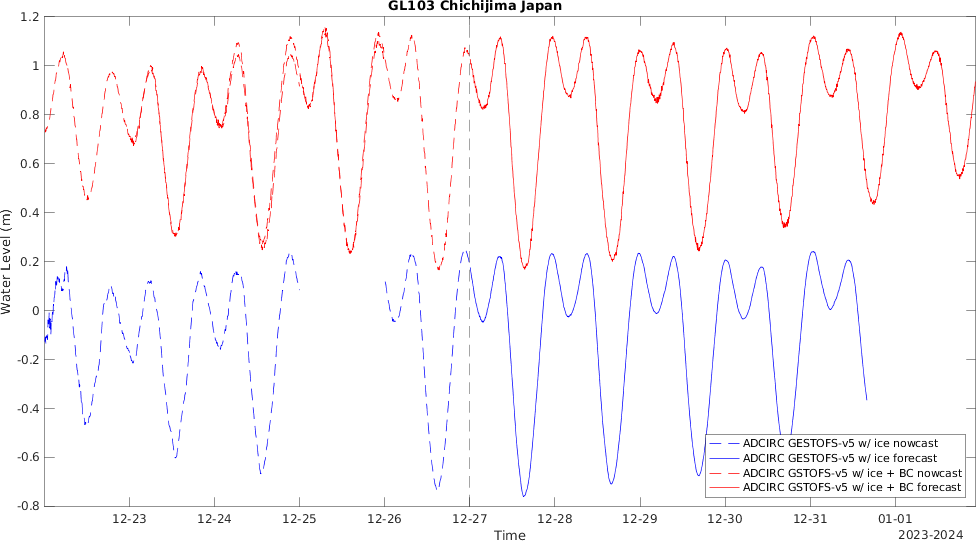 GL103 Chichijima Japan
1.2
1
0.8
0.6
0.4
0.2
0
-0.2
-0.4
-0.6
-0.8
Water Level (m)
ADCIRC GESTOFS-v5 w/ ice nowcast
ADCIRC GESTOFS-v5 w/ ice forecast
ADCIRC GSTOFS-v5 w/ ice + BC nowcast
ADCIRC GSTOFS-v5 w/ ice + BC forecast
12-23 12-24 12-25 12-26 12-27 12-28 12-29 12-30 12-31 01-01
Time
2023-2024